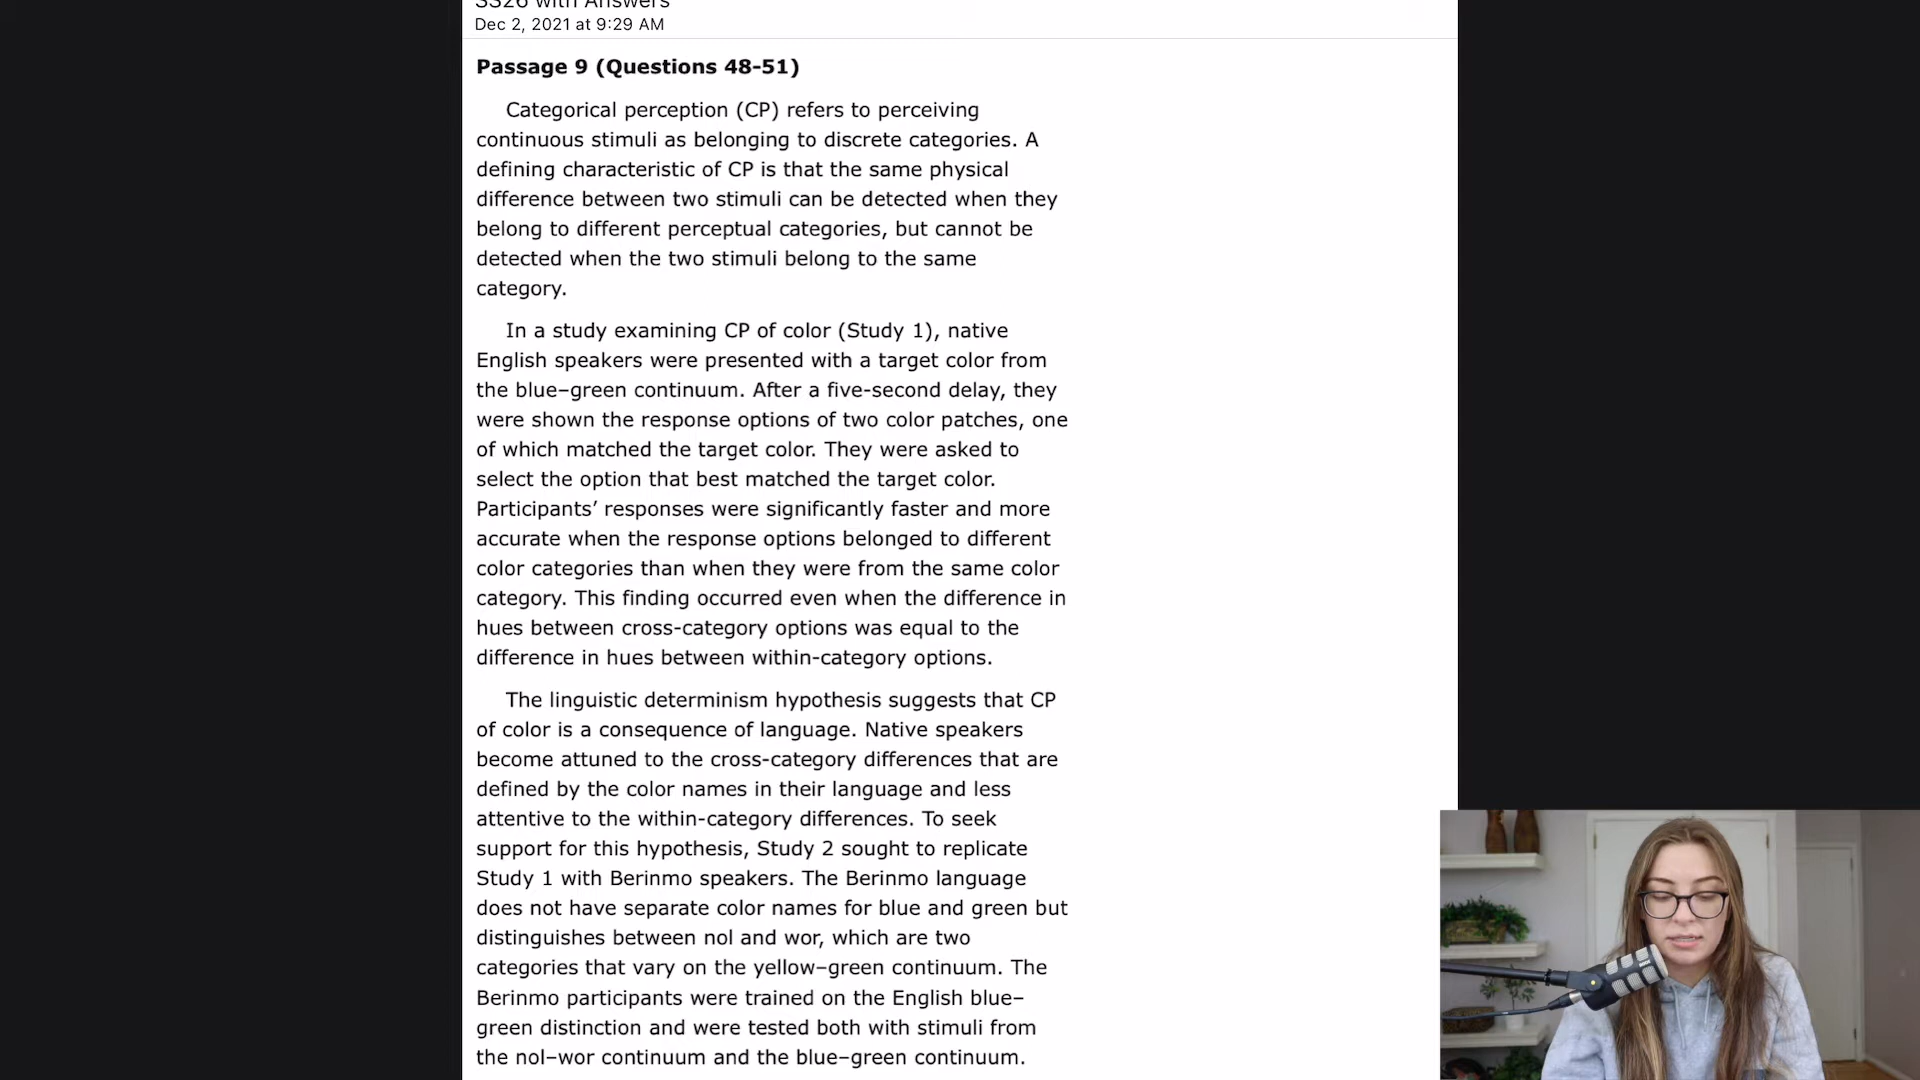 SS26 with Answers
Dec 2, 2021 at 9:29 AM
Passage 9 (Questions 48-51)
Categorical perception (CP) refers to perceiving
continuous stimuli as belonging to discrete categories. A
defining characteristic of CP is that the same physical
difference between two stimuli can be detected when they
belong to different perceptual categories, but cannot be
detected when the two stimuli belong to the same
category.
In a study examining CP of color (Study 1), native
English speakers were presented with a target color from
the blue–green continuum. After a five-second delay, they
were shown the response options of two color patches, one
of which matched the target color. They were asked to
select the option that best matched the target color.
Participants’ responses were significantly faster and more
accurate when the response options belonged to different
color categories than when they were from the same color
category. This finding occurred even when the difference in
hues between cross-category options was equal to the
difference in hues between within-category options.
The linguistic determinism hypothesis suggests that CP
of color is a consequence of language. Native speakers
become attuned to the cross-category differences that are
defined by the color names in their language and less
attentive to the within-category differences. To seek
support for this hypothesis, Study 2 sought to replicate
Study 1 with Berinmo speakers. The Berinmo language
does not have separate color names for blue and green but
distinguishes between nol and wor, which are two
categories that vary on the yellow–green continuum. The
Berinmo participants were trained on the English blue–
green distinction and were tested both with stimuli from
the nol–wor continuum and the blue–green continuum.